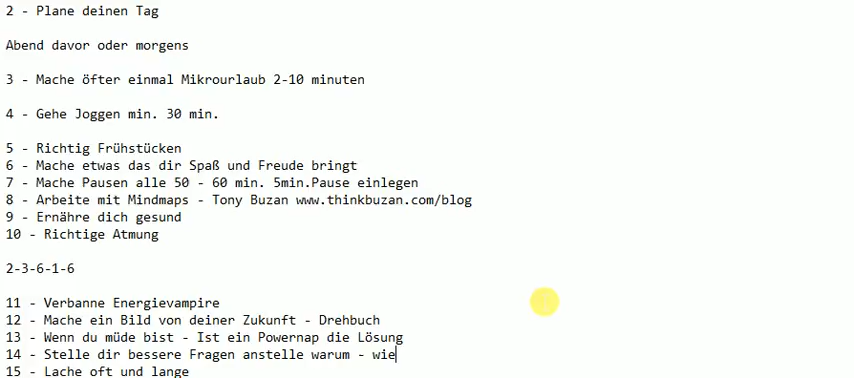 2 - Plane deinen Tag
Abend davor oder morgens
3 - Mache öfter einmal Mikrourlaub 2-10 minuten
4 - Gehe Joggen min. 30 min.
5 - Richtig Frühstücken
6 - Mache etwas das dir Spaß und Freude bringt
7 - Mache Pausen alle 50 - 60 min. 5min.Pause einlegen
8 - Arbeite mit Mindmaps - Tony Buzan www.thinkbuzan.com/blog
9 - Ernähre dich gesund
10 - Richtige Atmung
2-3-6-1-6
11 - Verbanne Energievampire
12 - Mache ein Bild von deiner Zukunft - Drehbuch
13 - Wenn du müde bist - Ist ein Powernap die Lösung
14 - Stelle dir bessere Fragen anstelle warum - wie
15 - Lache oft und lange